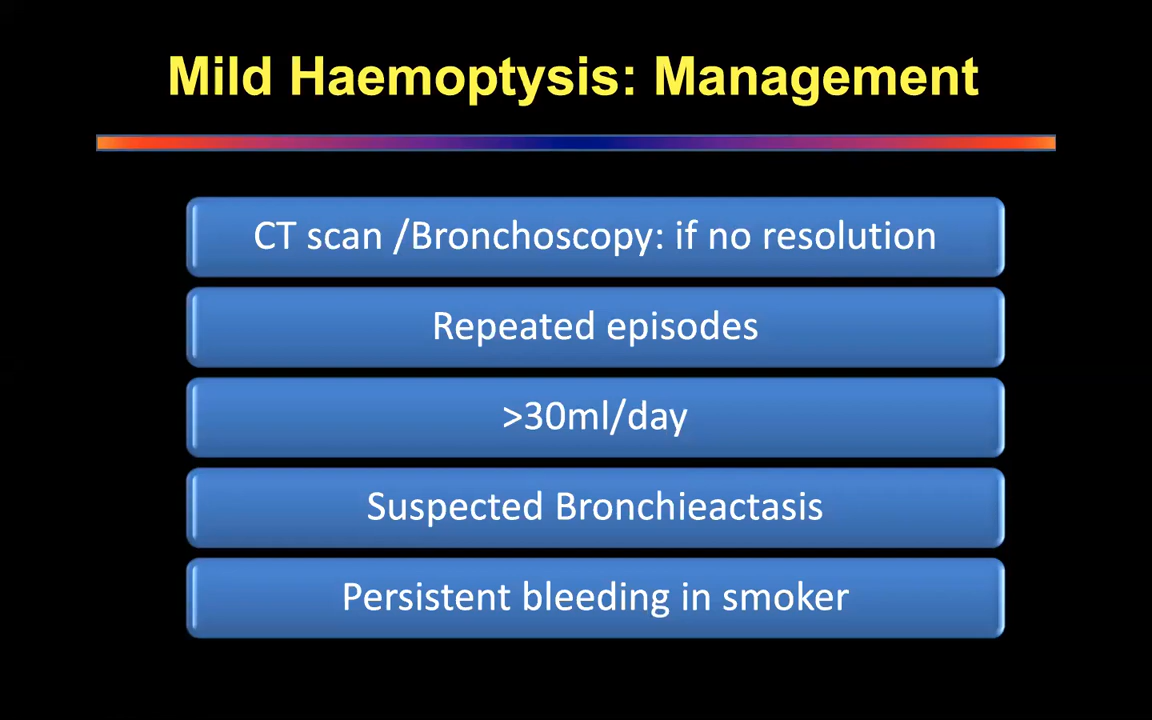 Mild Haemoptysis: Management
CT scan /Bronchoscopy: if no resolution
Repeated episodes
>30ml/day
Suspected Bronchieactasis
Persistent bleeding in smoker